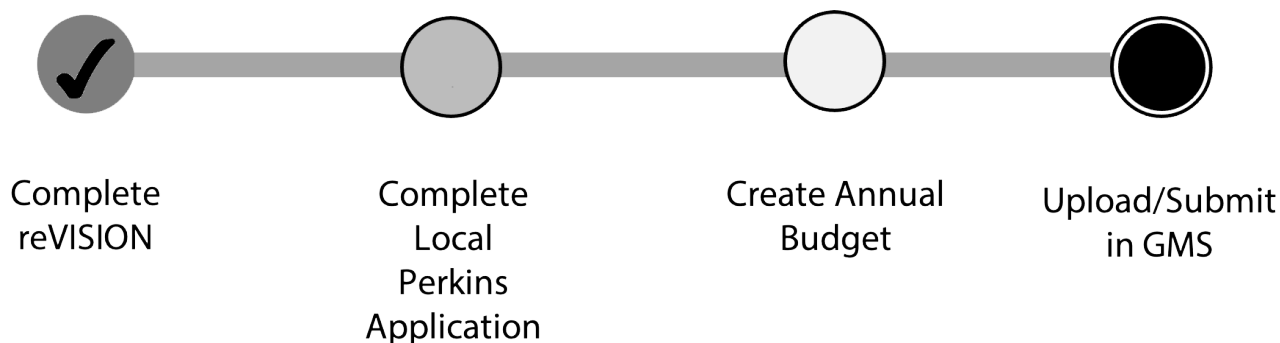 Complete
reVISION
Complete
Local
Perkins
Application
Create Annual
Budget
Upload/Submit
in GMS